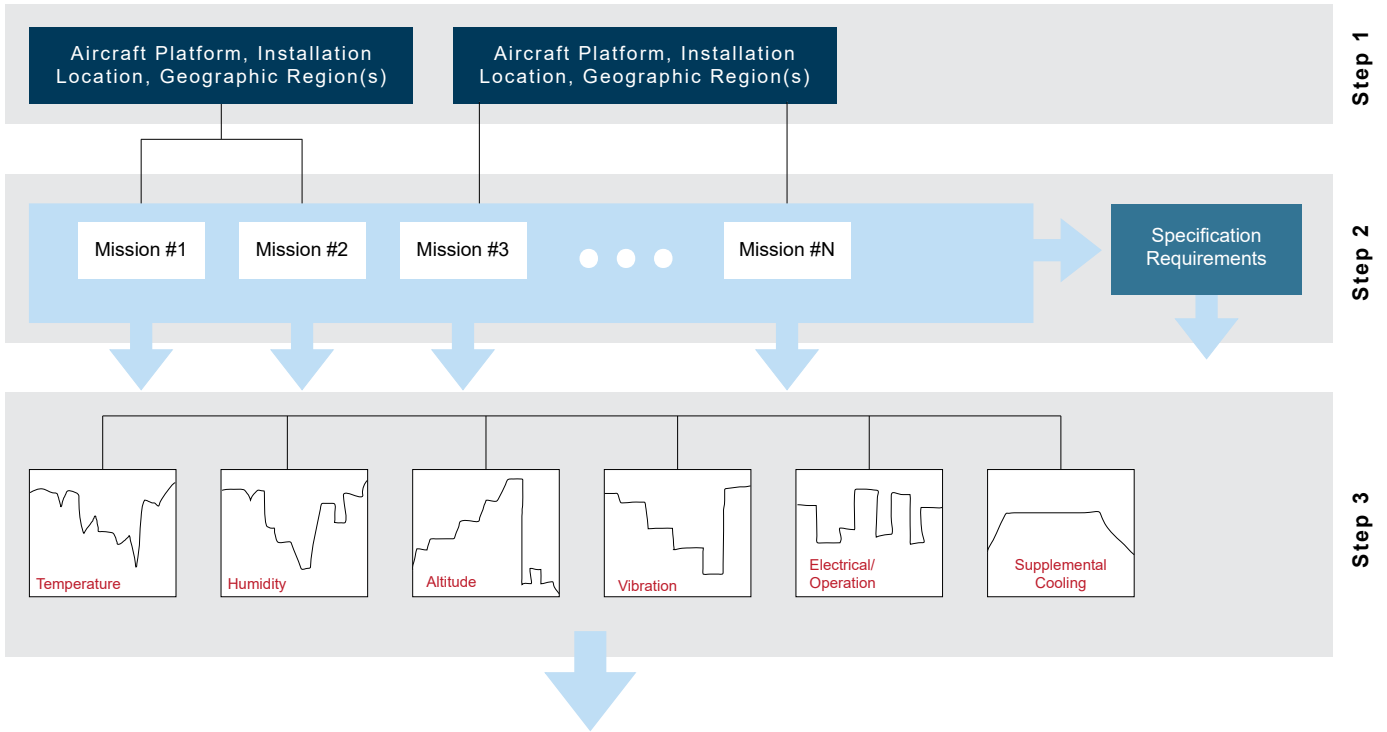 Aircraft Platform, Installation
Location, Geographic Region(s)
Aircraft Platform, Installation
Location, Geographic Region(s)
Step 1
Mission #1
Mission #2
Mission #3
Mission #N
Specification
Requirements
Step 2
Temperature
Humidity
Altitude
Vibration
Electrical/
Operation
Supplemental
Cooling
Step 3